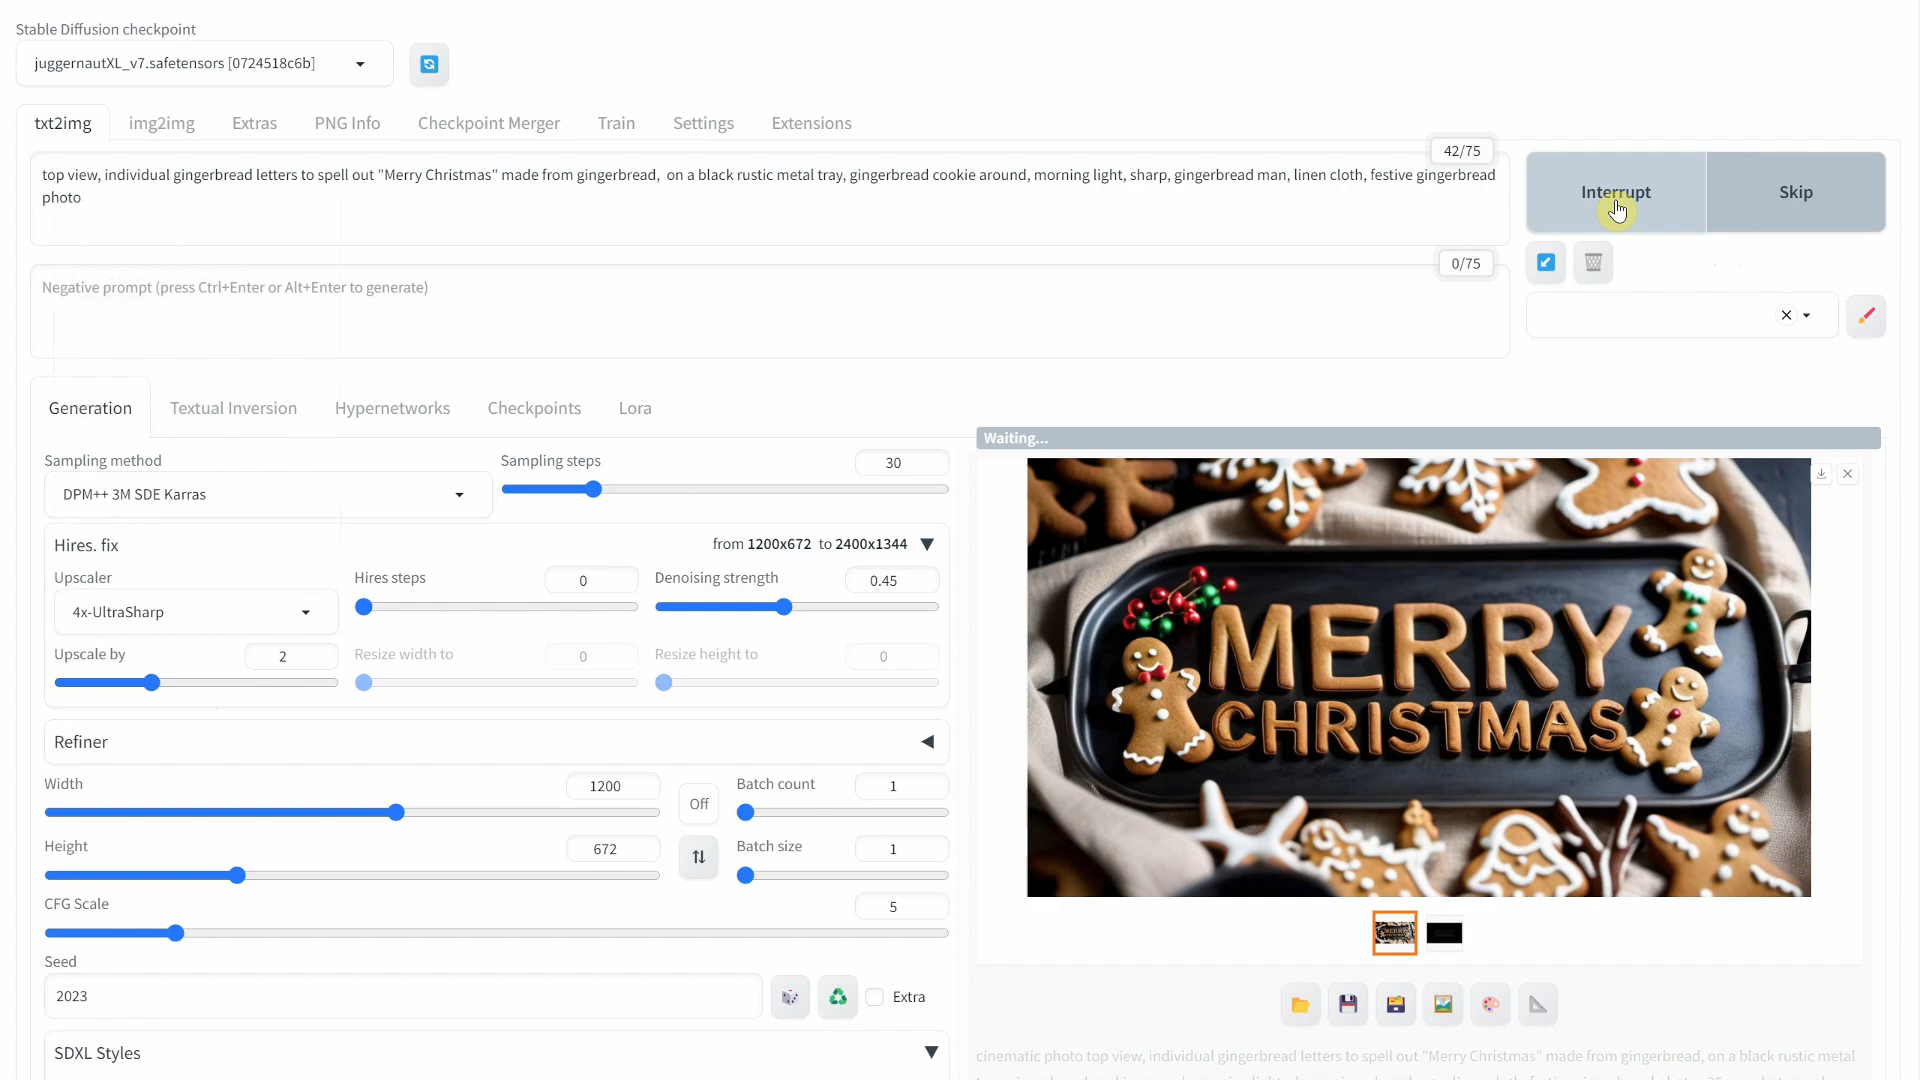 Stable Diffusion checkpoint
juggernautXL_v7.safetensors [0724518c6b]
txt2img
img2img
Extras
PNG Info
Checkpoint Merger
Train
Settings
Extensions
42/75
top view, individual gingerbread letters to spell out "Merry Christmas" made from gingerbread,  on a black rustic metal tray, gingerbread cookie around, morning light, sharp, gingerbread man, linen cloth, festive gingerbread
photo
Interrupt
Skip
0/75
Negative prompt (press Ctrl+Enter or Alt+Enter to generate)
Generation
Textual Inversion
Hypernetworks
Checkpoints
Lora
Waiting...
Sampling method
Sampling steps
30
DPM++ 3M SDE Karras
Hires. fix
from 1200x672 to 2400x1344
Upscaler
Hires steps
0
Denoising strength
0.45
4x-UltraSharp
Upscale by
2
Resize width to
0
Resize height to
0
Refiner
Width
1200
Off
Batch count
1
Height
672
Batch size
1
CFG Scale
5
Seed
2023
Extra
SDXL Styles
MERRY
CHRISTMAS
cinematic photo top view, individual gingerbread letters to spell out "Merry Christmas" made from gingerbread, on a black rustic metal